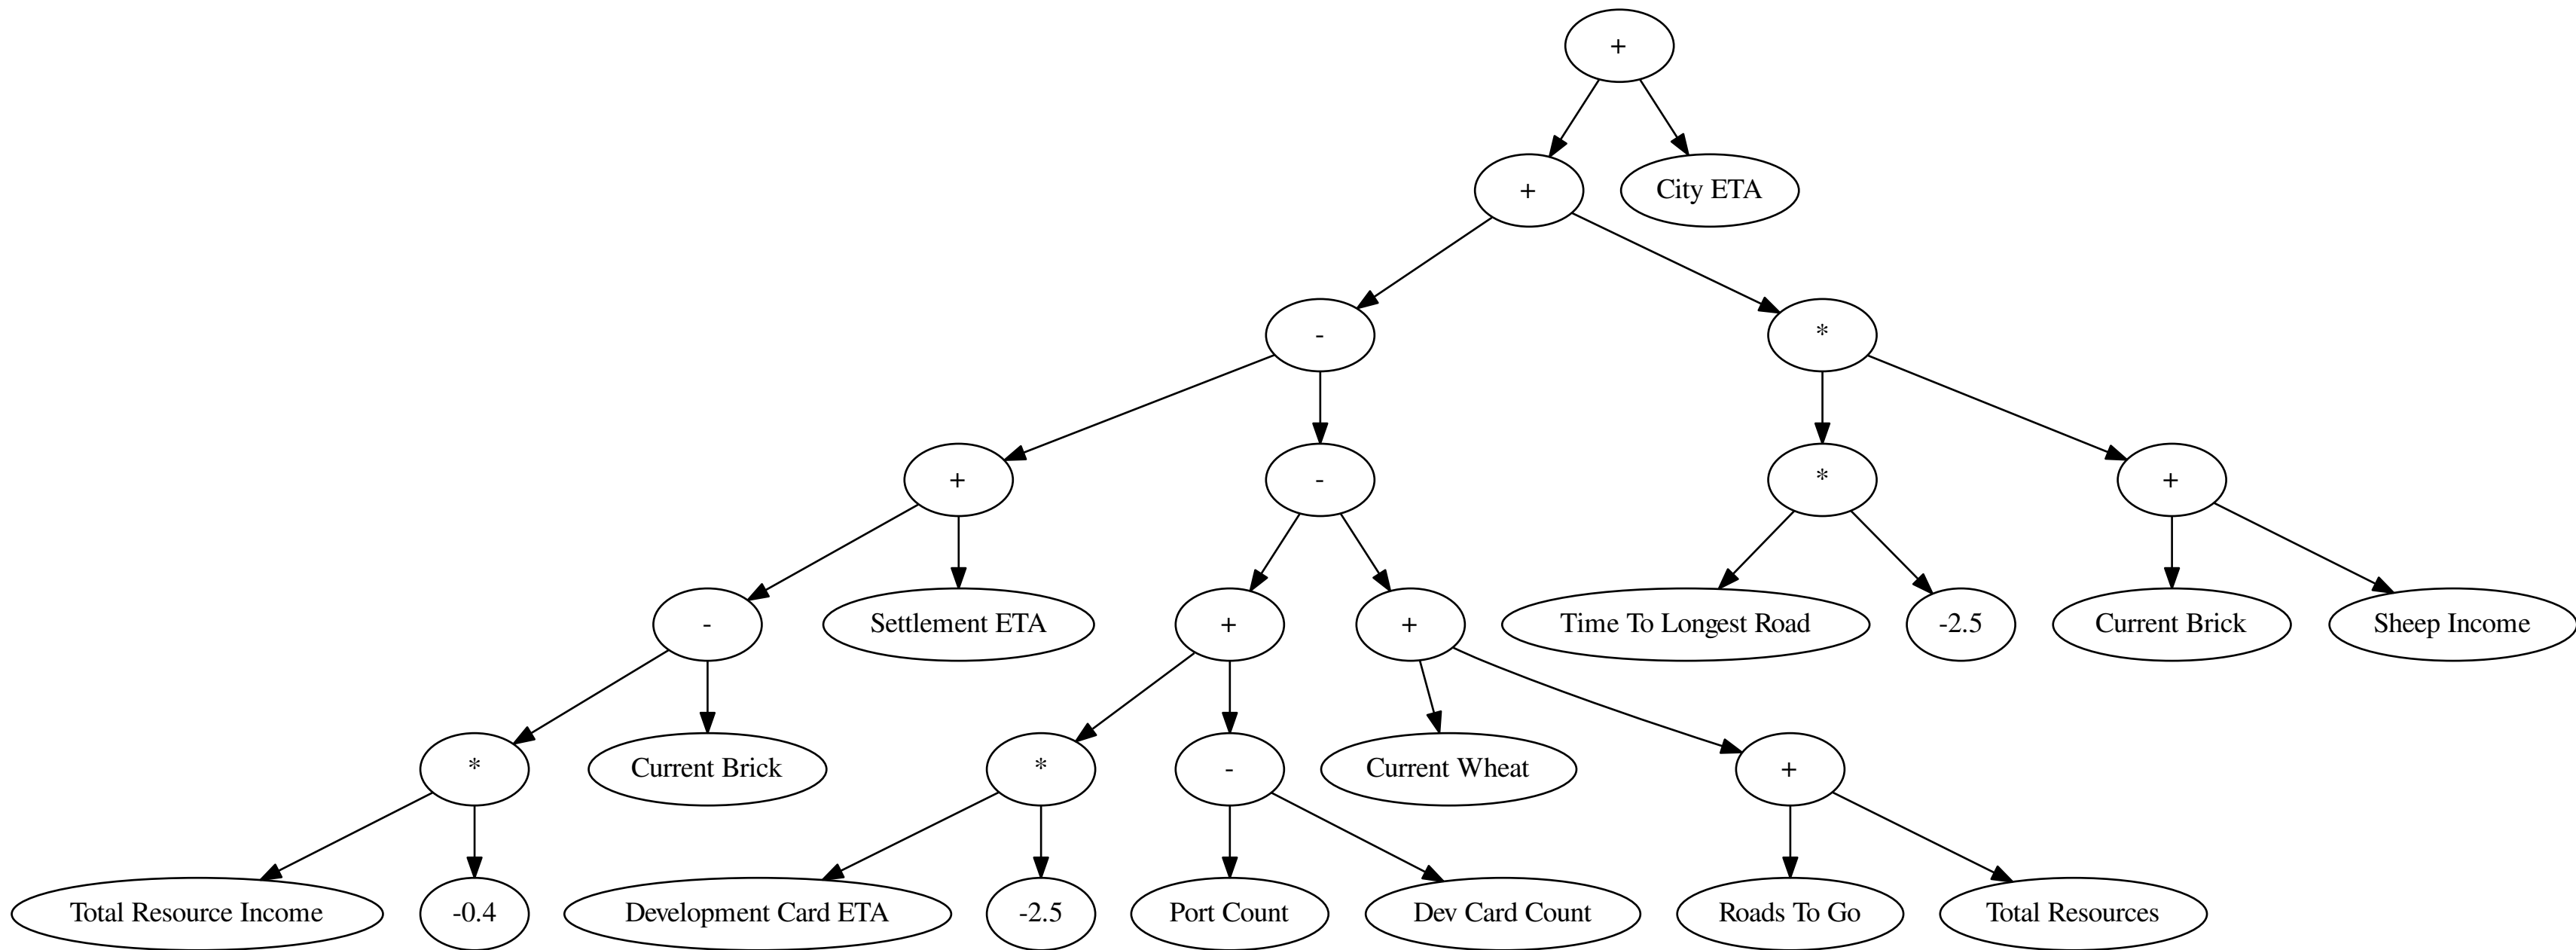 +
+
City ETA
-
*
+
-
*
+
-
Settlement ETA
+
+
Time To Longest Road
-2.5
Current Brick
Sheep Income
*
Current Brick
*
-
Current Wheat
+
Total Resource Income
-0.4
Development Card ETA
-2.5
Port Count
Dev Card Count
Roads To Go
Total Resources